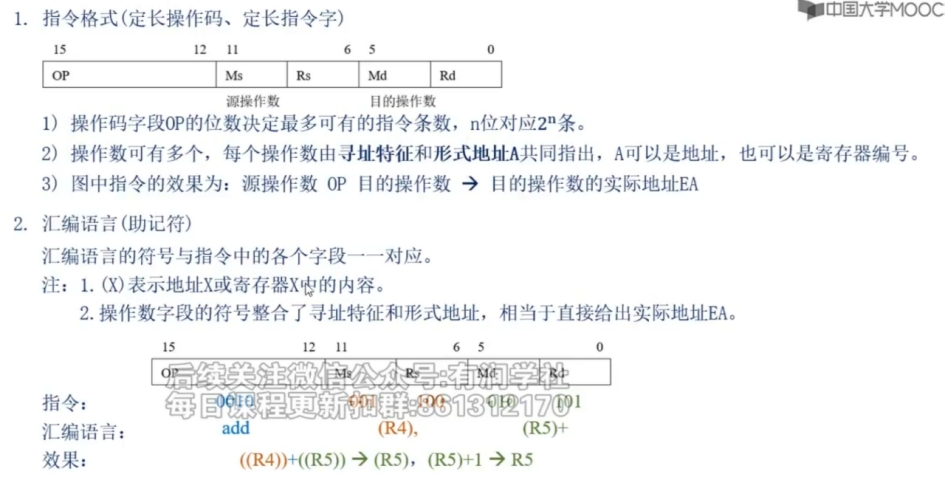 中国大学MOOC
1. 指令格式(定长操作码、定长指令字)
15 12 11 6 5 0
OP Ms Rs Md Rd
源操作数 目的操作数
1) 操作码字段OP的位数决定最多可有的指令条数，n位对应2ⁿ条。
2) 操作数可有多个，每个操作数由寻址特征和形式地址A共同指出，A可以是地址，也可以是寄存器编号。
3) 图中指令的效果为：源操作数 OP 目的操作数 → 目的操作数的实际地址EA
2. 汇编语言(助记符)
汇编语言的符号与指令中的各个字段一一对应。
注：1.(X)表示地址X或寄存器X中的内容。
2.操作数字段的符号整合了寻址特征和形式地址，相当于直接给出实际地址EA。
15 12 11 6 5 0
OP Ms Rs Md Rd
后续关注微信公众号:有润学社
指令： 0010 001 100 010 101
每日课程更新扣群:861312170
汇编语言： add (R4), (R5)+
效果： ((R4))+((R5)) → (R5)，(R5)+1 → R5